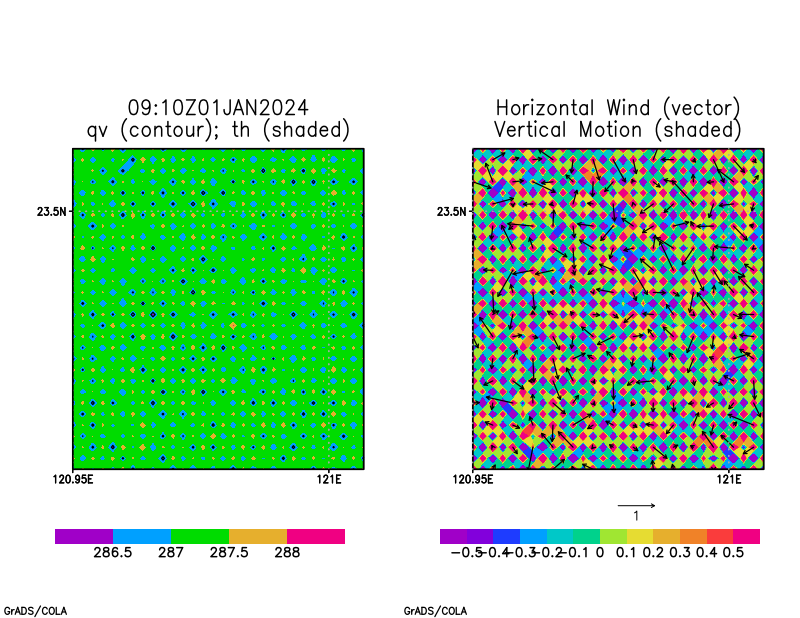 09:10Z01JAN2024
qv (contour); th (shaded)
23.5N
120.95E 121E
286.5 287 287.5 288
GrADS/COLA
Horizontal Wind (vector)
Vertical Motion (shaded)
23.5N
120.95E 121E
1
-0.5 -0.4 -0.3 -0.2 -0.1 0 0.1 0.2 0.3 0.4 0.5
GrADS/COLA